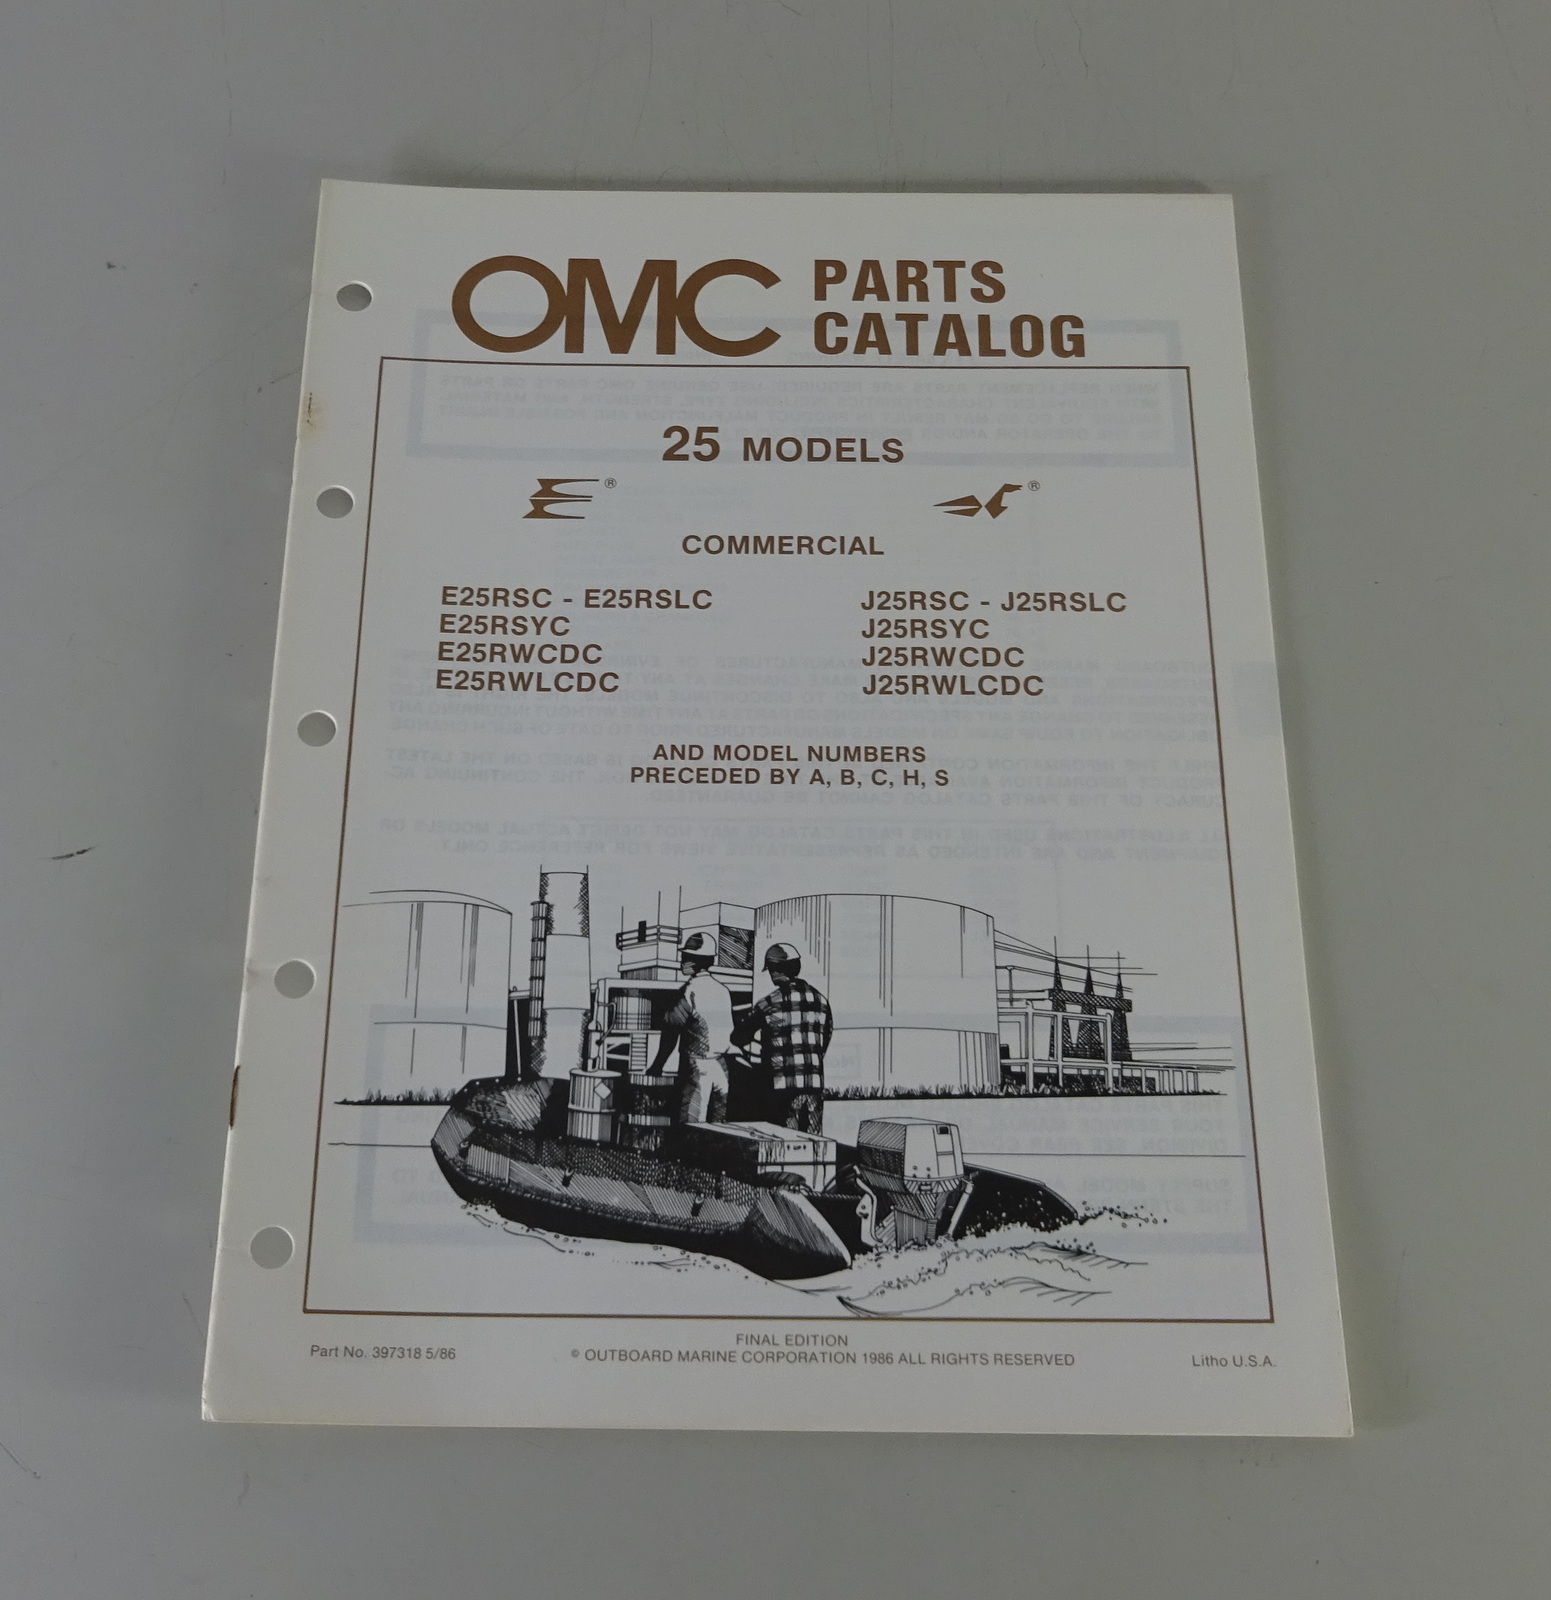 OMC PARTS
CATALOG
25 MODELS
® ®
COMMERCIAL
E25RSC - E25RSLC J25RSC - J25RSLC
E25RSYC J25RSYC
E25RWCDC J25RWCDC
E25RWLCDC J25RWLCDC
AND MODEL NUMBERS
PRECEDED BY A, B, C, H, S
FINAL EDITION
Part No. 397318 5/86 © OUTBOARD MARINE CORPORATION 1986 ALL RIGHTS RESERVED Litho U.S.A.